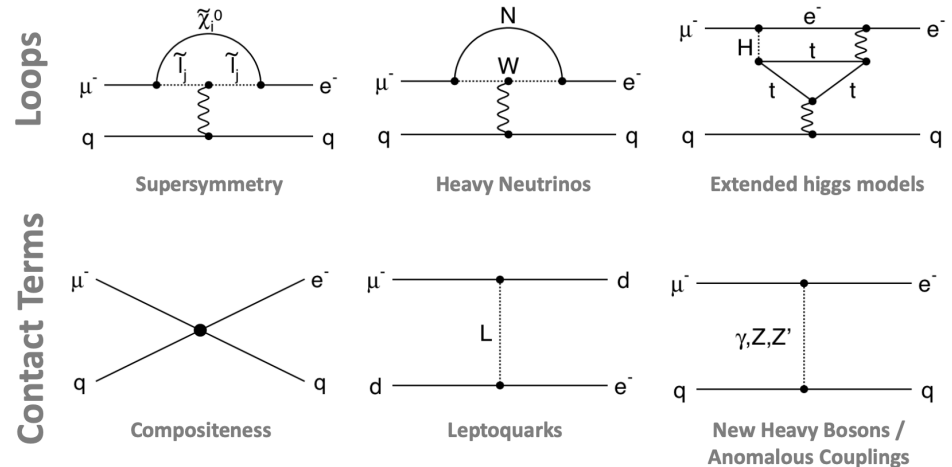 Loops
χ̃ᵢ⁰
l̃ⱼ l̃ⱼ
μ⁻ e⁻
q q
Supersymmetry
N
W
μ⁻ e⁻
q q
Heavy Neutrinos
μ⁻ e⁻ e⁻
H t
t t
q q
Extended higgs models
Contact Terms
μ⁻ e⁻
q q
Compositeness
μ⁻ d
L
d e⁻
Leptoquarks
μ⁻ e⁻
γ,Z,Z’
q q
New Heavy Bosons /
Anomalous Couplings